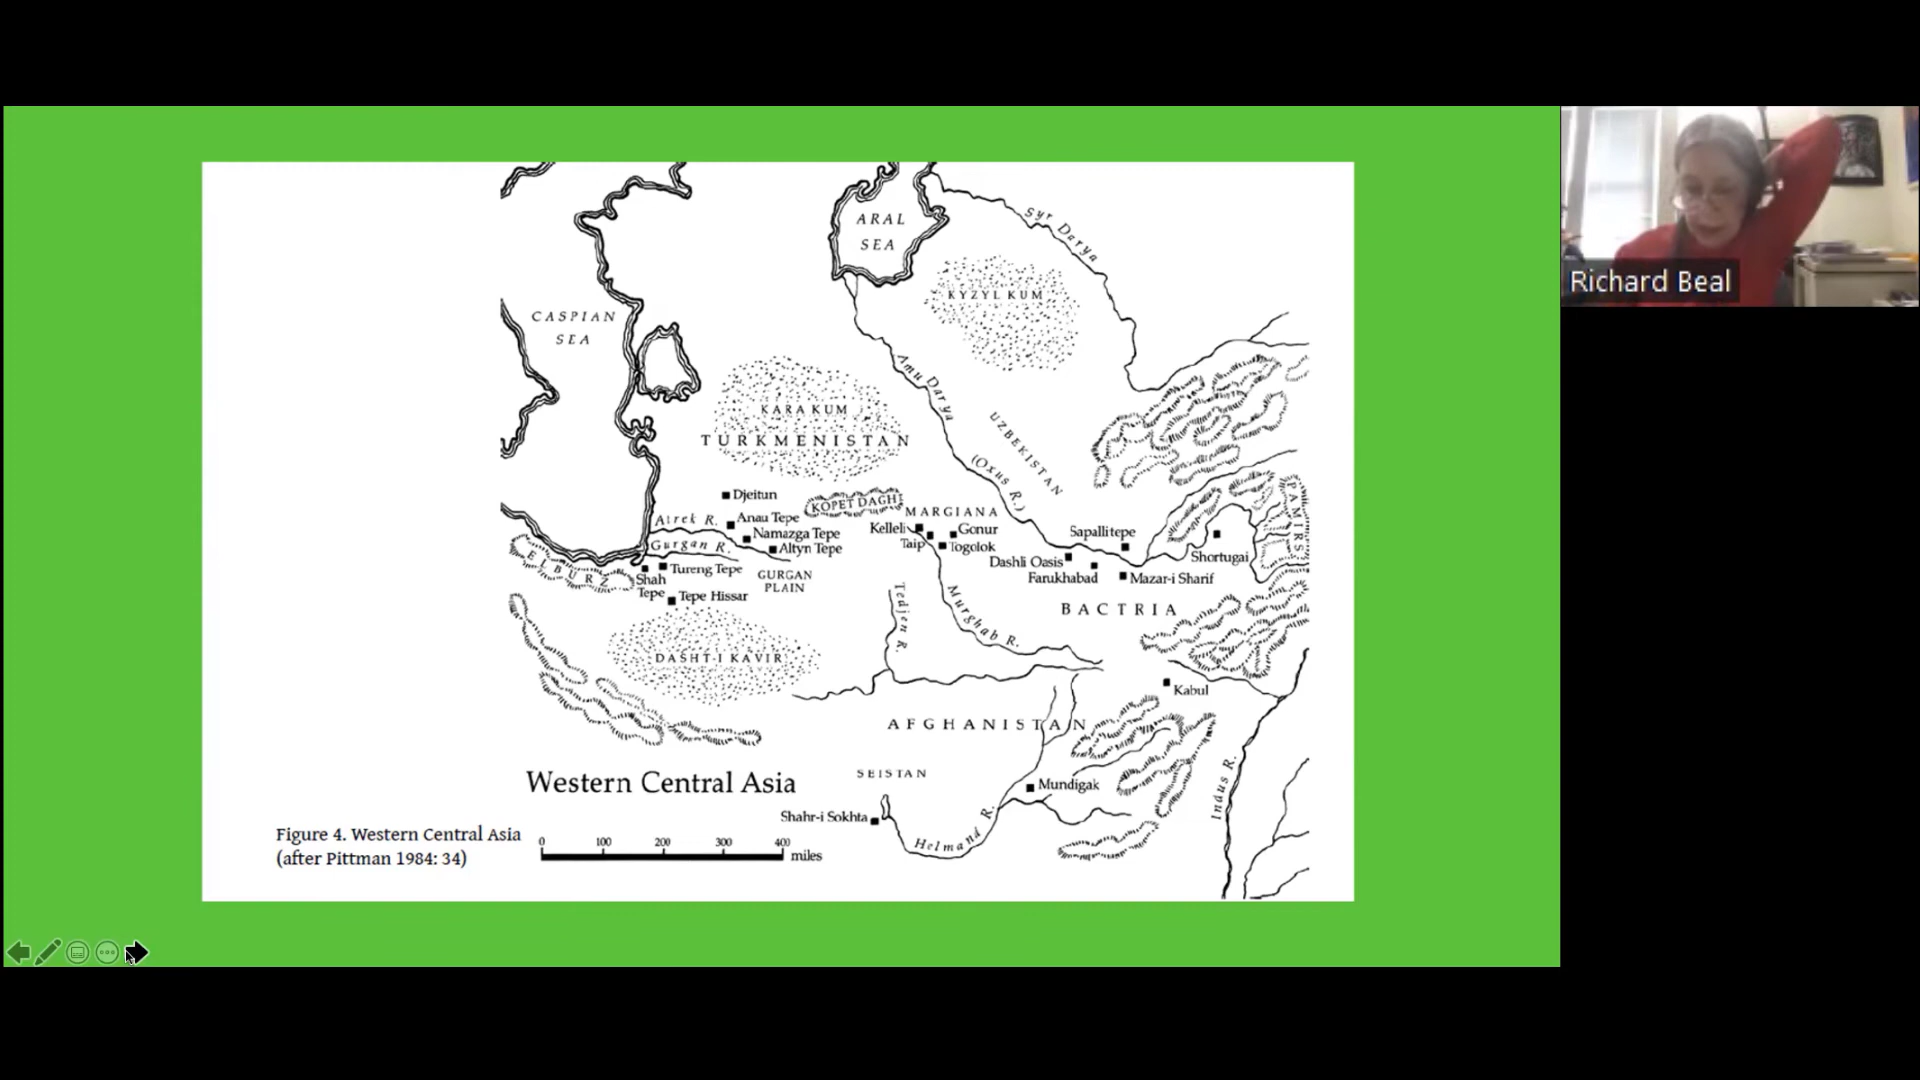 ARAL
SEA
Syr Darya
KYZYL KUM
CASPIAN
SEA
Amu Darya
KARA KUM
TURKMENISTAN
UZBEKISTAN
(Oxus R.)
PAMIRS
Djeitun
KOPET DAGH
Atrek R.
Anau Tepe
MARGIANA
Kelleli
Gonur
Namazga Tepe
Sapallitepe
Gurgan R.
Altyn Tepe
Taip
Togolok
Shortugai
Dashli Oasis
ELBURZ
Tureng Tepe
GURGAN
PLAIN
Shah
Tepe
Farukhabad
Mazar-i Sharif
Tepe Hissar
Tedjen R.
Murghab R.
BACTRIA
DASHT-I KAVIR
Kabul
AFGHANISTAN
SEISTAN
Indus R.
Western Central Asia
Mundigak
Shahr-i Sokhta
Helmand R.
Figure 4. Western Central Asia
(after Pittman 1984: 34)
0 100 200 300 400
miles
Richard Beal